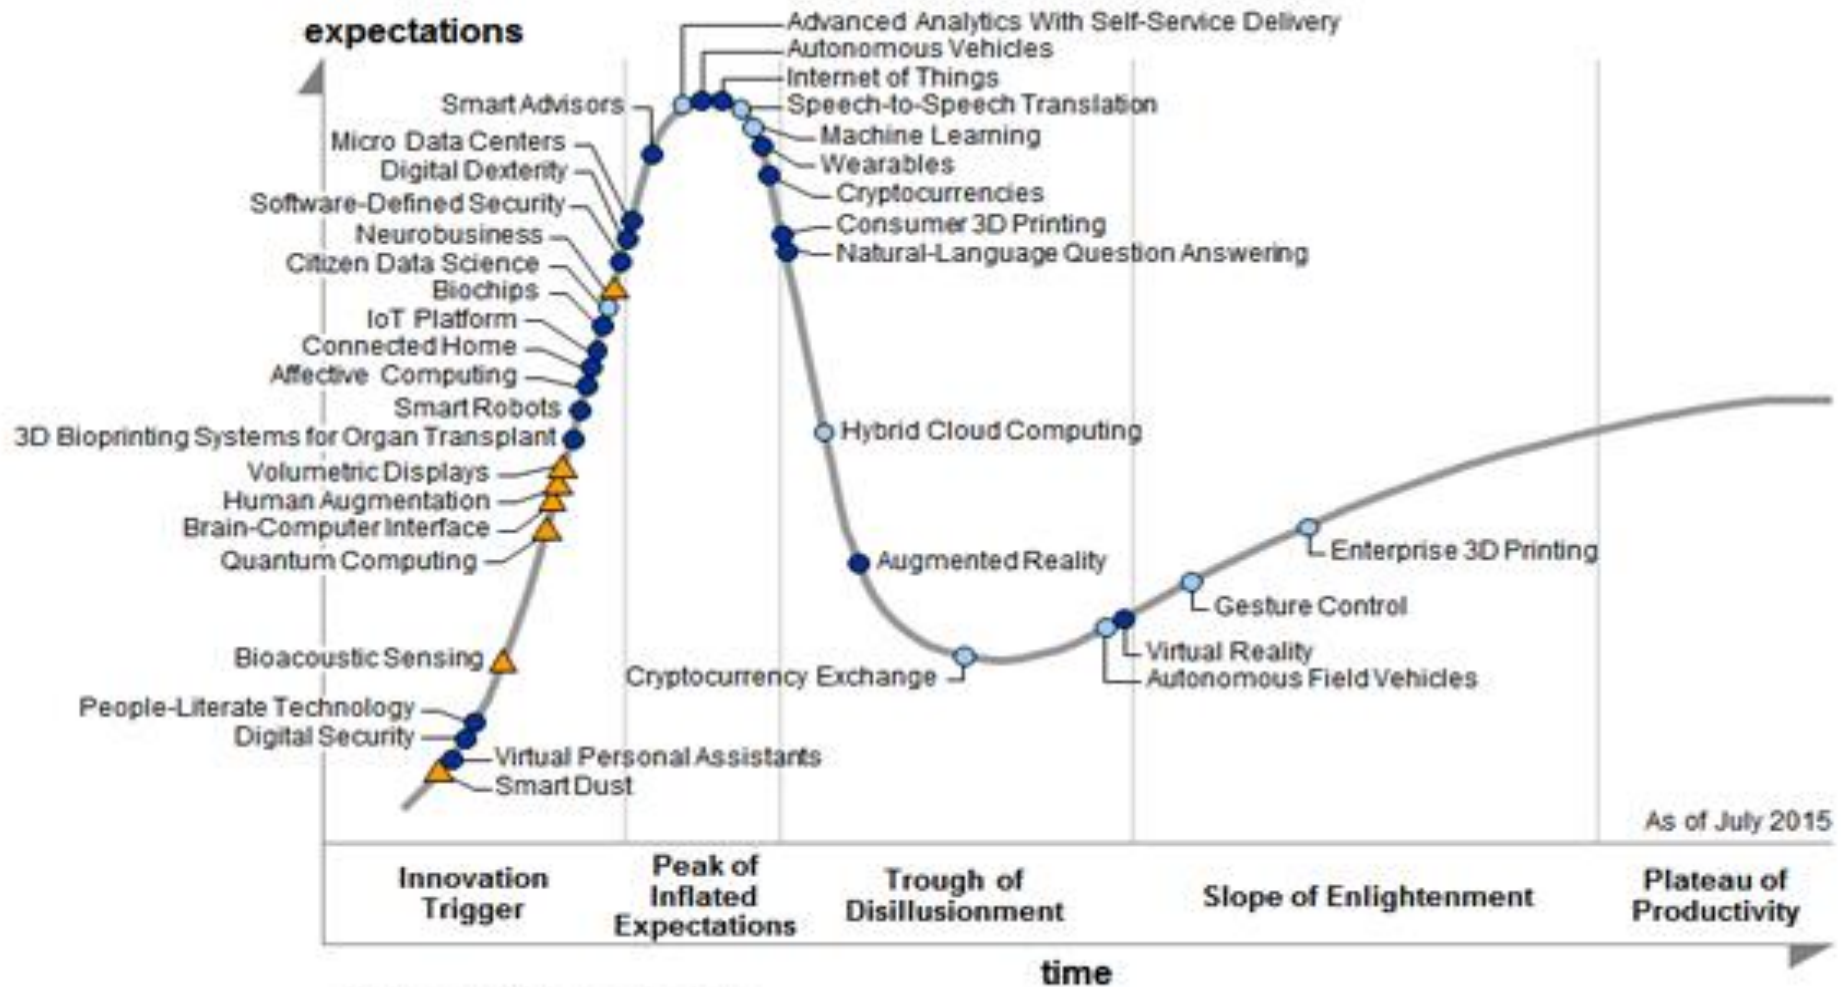 expectations
Advanced Analytics With Self-Service Delivery
Autonomous Vehicles
Internet of Things
Smart Advisors
Speech-to-Speech Translation
Micro Data Centers
Machine Learning
Digital Dexterity
Wearables
Software-Defined Security
Cryptocurrencies
Neurobusiness
Consumer 3D Printing
Citizen Data Science
Natural-Language Question Answering
Biochips
IoT Platform
Connected Home
Affective Computing
Smart Robots
3D Bioprinting Systems for Organ Transplant
Hybrid Cloud Computing
Volumetric Displays
Human Augmentation
Brain-Computer Interface
Quantum Computing
Augmented Reality
Enterprise 3D Printing
Gesture Control
Bioacoustic Sensing
Virtual Reality
Cryptocurrency Exchange
Autonomous Field Vehicles
People-Literate Technology
Digital Security
Virtual Personal Assistants
Smart Dust
As of July 2015
Innovation
Trigger
Peak of
Inflated
Expectations
Trough of
Disillusionment
Slope of Enlightenment
Plateau of
Productivity
time